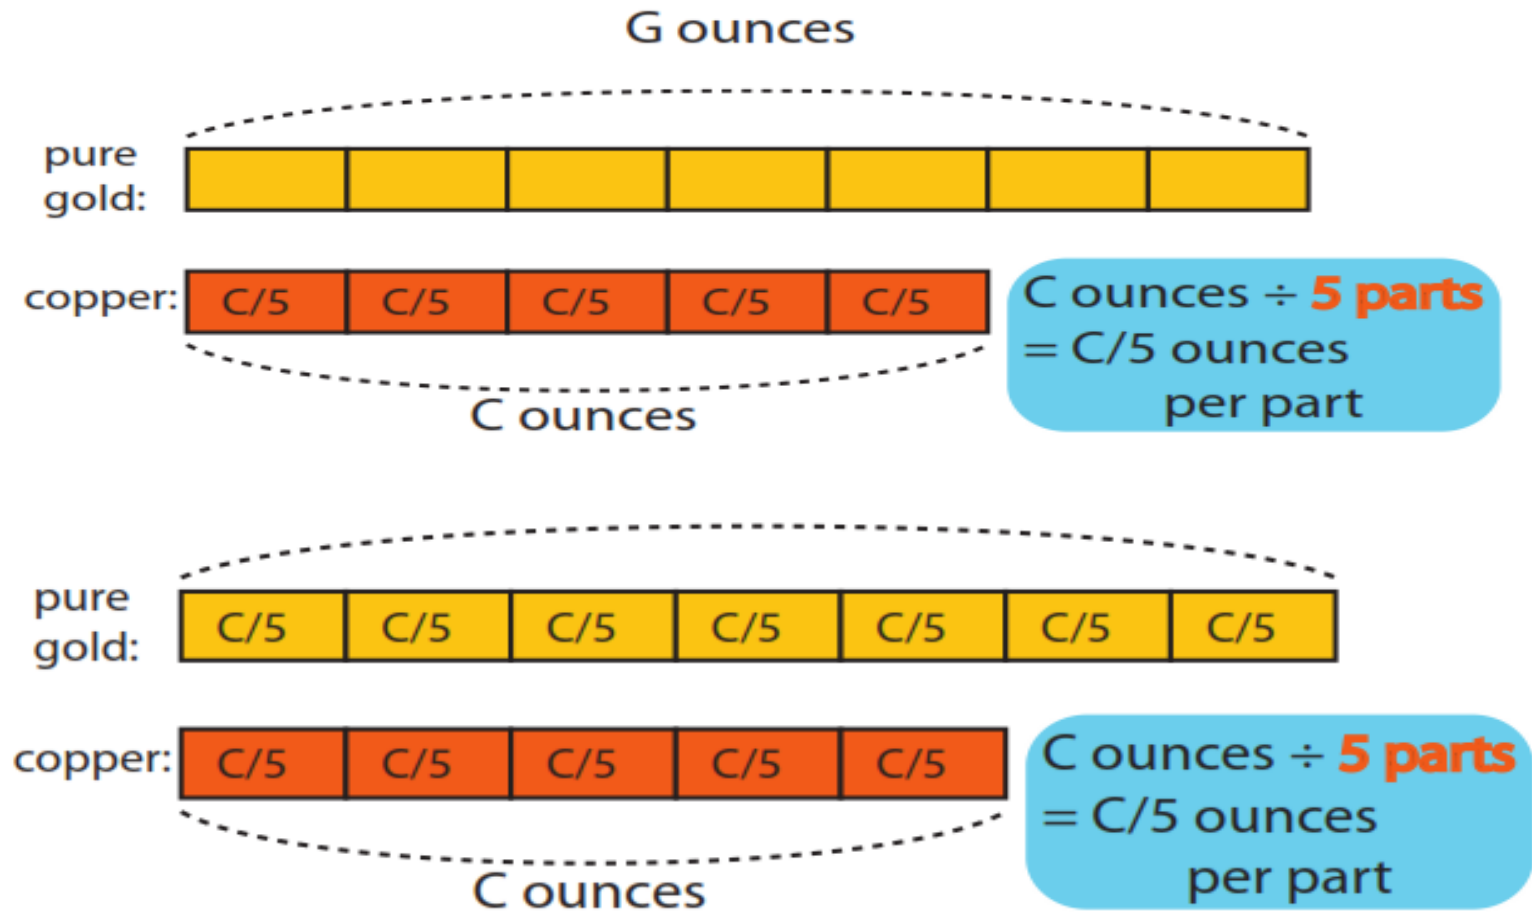 G ounces
pure
gold:
copper:
C/5 C/5 C/5 C/5 C/5
C ounces ÷ 5 parts
= C/5 ounces
per part
C ounces
pure
gold:
C/5 C/5 C/5 C/5 C/5 C/5 C/5
copper:
C/5 C/5 C/5 C/5 C/5
C ounces ÷ 5 parts
= C/5 ounces
per part
C ounces